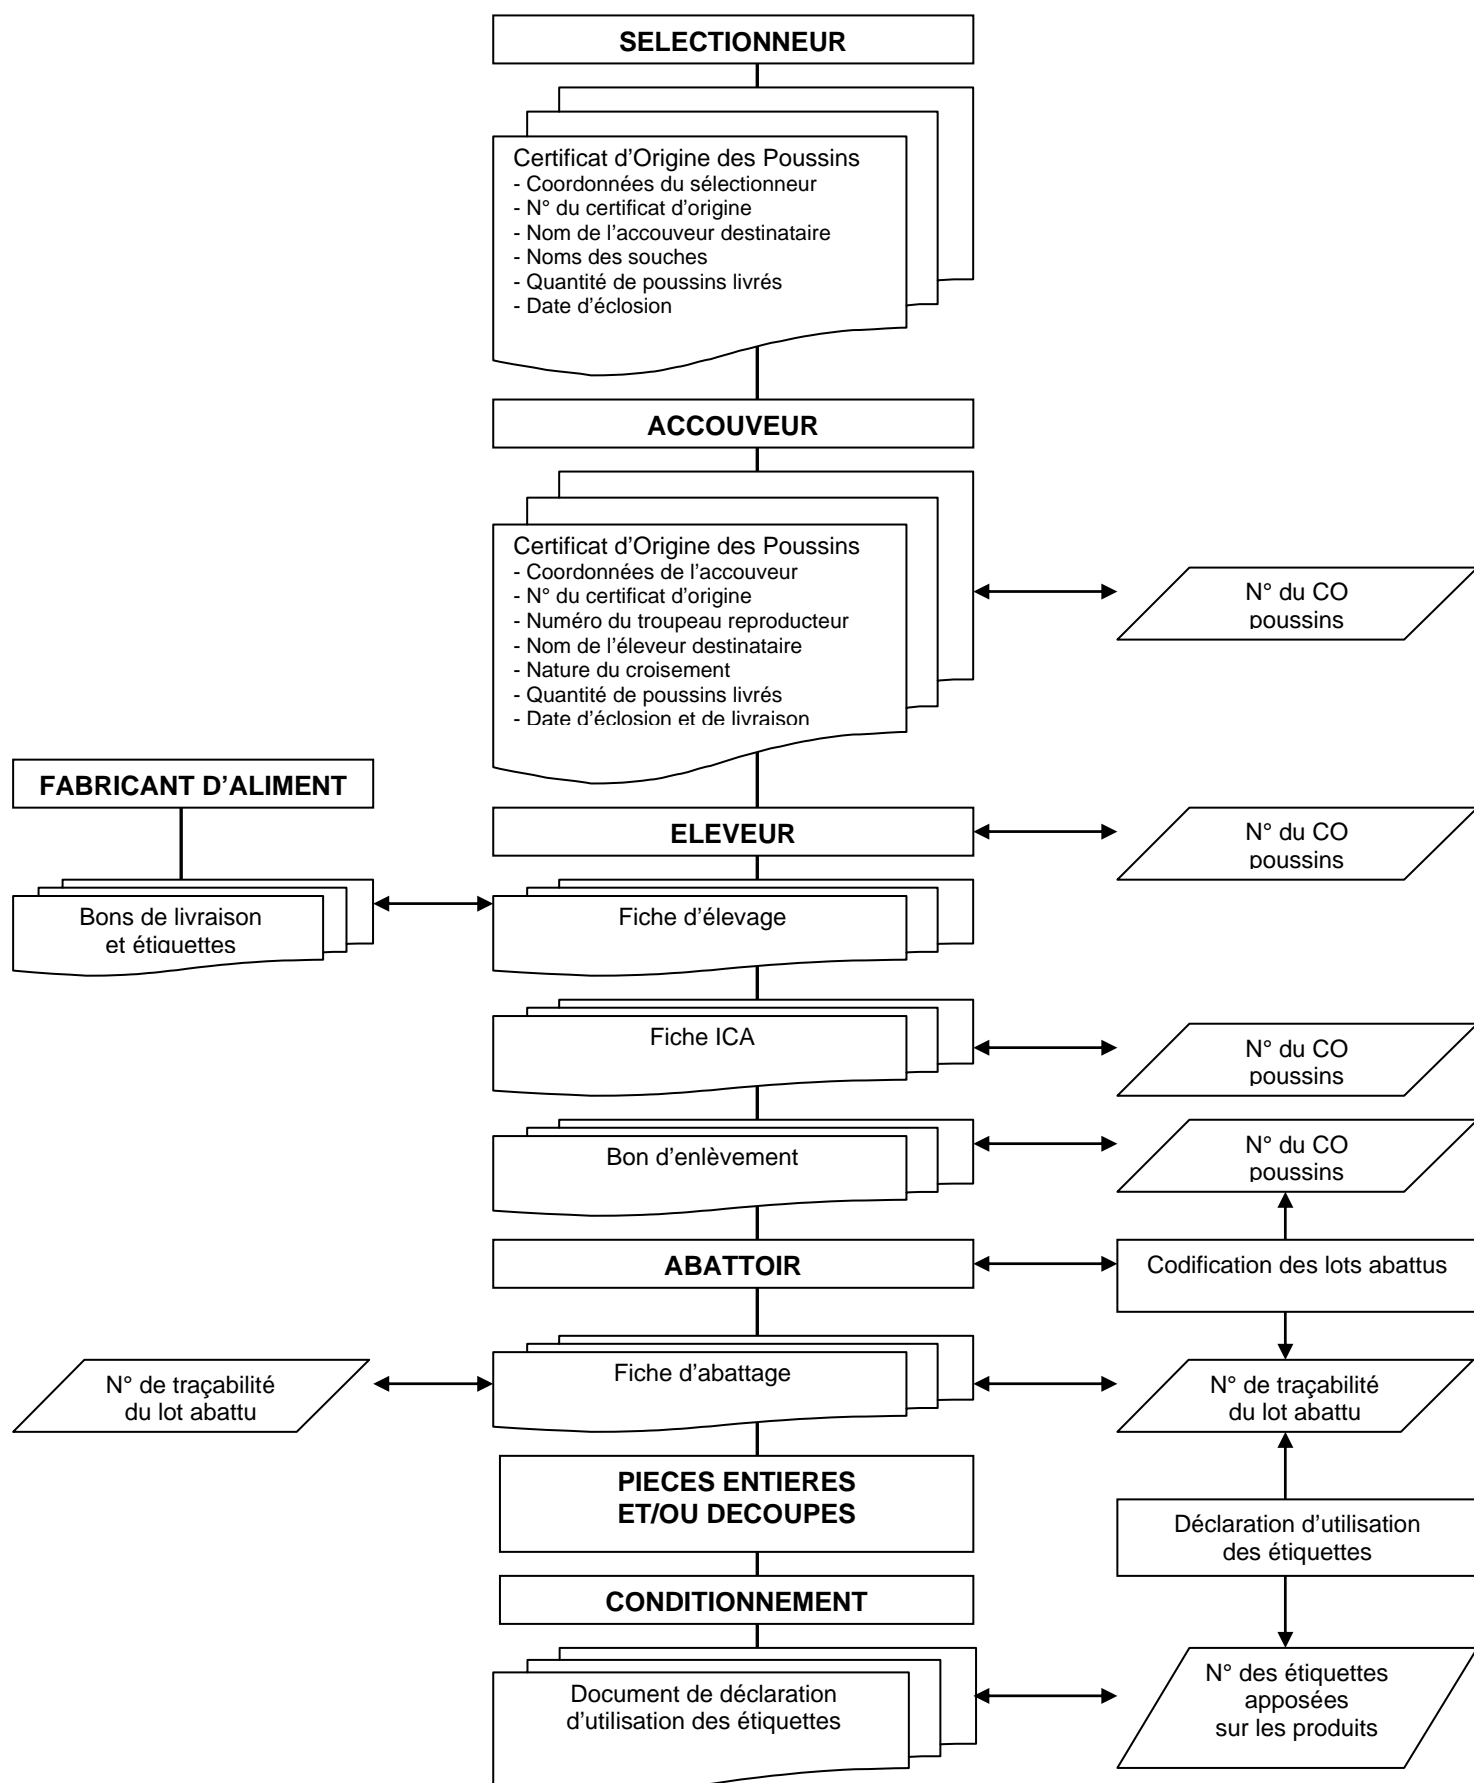 SELECTIONNEUR
Certificat d’Origine des Poussins
- Coordonnées du sélectionneur
- N° du certificat d’origine
- Nom de l’accouveur destinataire
- Noms des souches
- Quantité de poussins livrés
- Date d’éclosion
ACCOUVEUR
Certificat d’Origine des Poussins
- Coordonnées de l’accouveur
- N° du certificat d’origine
- Numéro du troupeau reproducteur
- Nom de l’éleveur destinataire
- Nature du croisement
- Quantité de poussins livrés
- Date d’éclosion et de livraison
N° du CO
poussins
FABRICANT D’ALIMENT
ELEVEUR
N° du CO
poussins
Bons de livraison
et étiquettes
Fiche d’élevage
Fiche ICA
N° du CO
poussins
Bon d’enlèvement
N° du CO
poussins
ABATTOIR
Codification des lots abattus
N° de traçabilité
du lot abattu
Fiche d’abattage
N° de traçabilité
du lot abattu
PIECES ENTIERES
ET/OU DECOUPES
Déclaration d’utilisation
des étiquettes
CONDITIONNEMENT
Document de déclaration
d’utilisation des étiquettes
N° des étiquettes
apposées
sur les produits